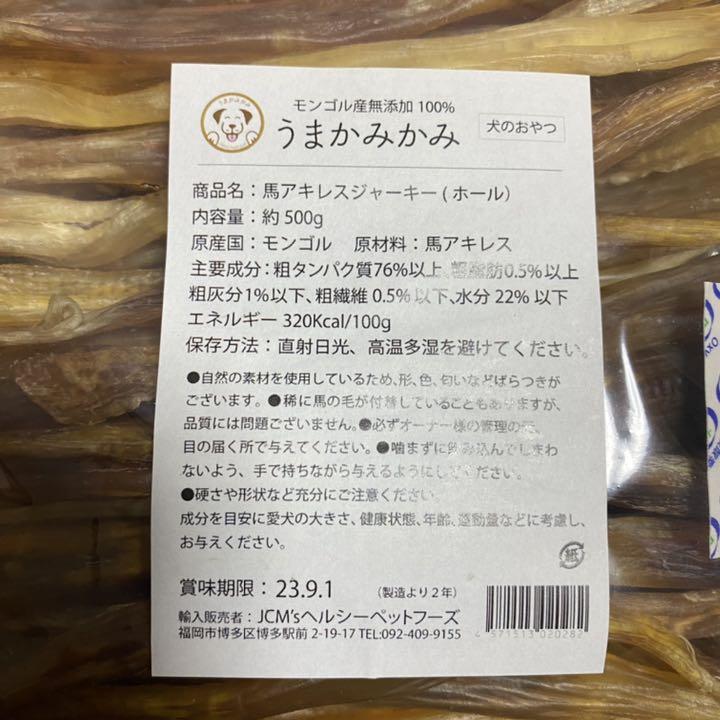 うまかみかみ
モンゴル産無添加 100%
うまかみかみ
犬のおやつ
商品名：馬アキレスジャーキー ( ホール）
内容量：約 500g
原産国：モンゴル　原材料：馬アキレス
主要成分：粗タンパク質76%以上、粗脂肪0.5%以上
粗灰分1%以下、粗繊維 0.5% 以下、水分 22% 以下
エネルギー 320Kcal/100g
保存方法：直射日光、高温多湿を避けてください。
●自然の素材を使用しているため、形、色、匂いなどばらつきが
ございます。●稀に馬の毛が付着していることもありますが、
品質には問題ございません。●必ずオーナー様の管理の元、
目の届く所で与えてください。●噛まずに飲み込んでしまわ
ないよう、手で持ちながら与えるようにしてください。
●硬さや形状など充分にご注意ください。
成分を目安に愛犬の大きさ、健康状態、年齢、運動量などに考慮し、
お与えください。
紙
賞味期限：23.9.1　（製造より２年）
輸入販売者：JCM'sヘルシーペットフーズ
福岡市博多区博多駅前 2-19-17 TEL:092-409-9155
4 571513 020282